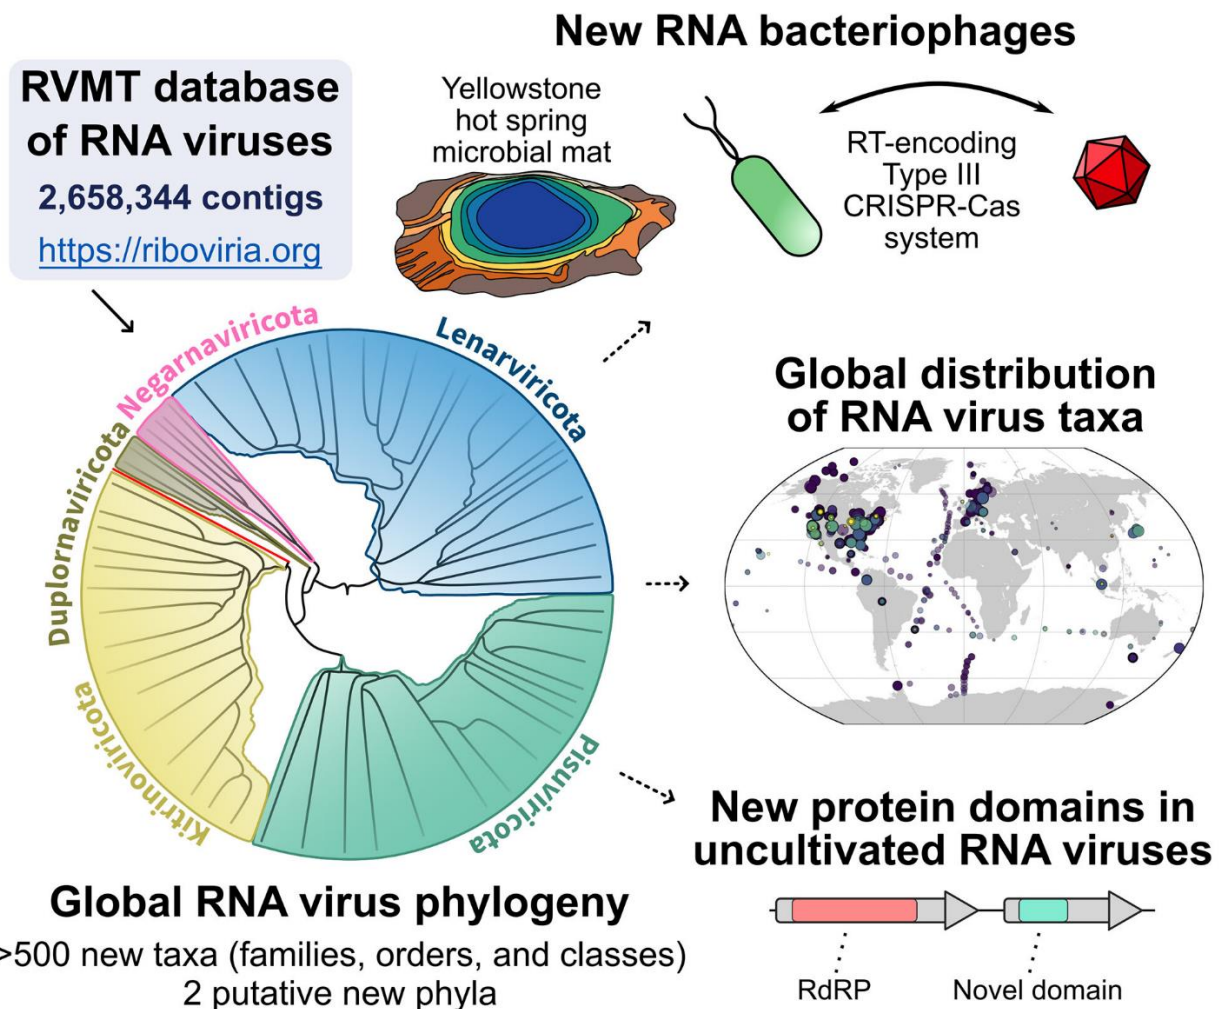 RVMT database
of RNA viruses
2,658,344 contigs
https://riboviria.org
New RNA bacteriophages
Yellowstone
hot spring
microbial mat
RT-encoding
Type III
CRISPR-Cas
system
Negarnaviricota
Lenarviricota
Duplornaviricota
Kitrinoviricota
Pisuviricota
Global RNA virus phylogeny
>500 new taxa (families, orders, and classes)
2 putative new phyla
Global distribution
of RNA virus taxa
New protein domains in
uncultivated RNA viruses
RdRP
Novel domain